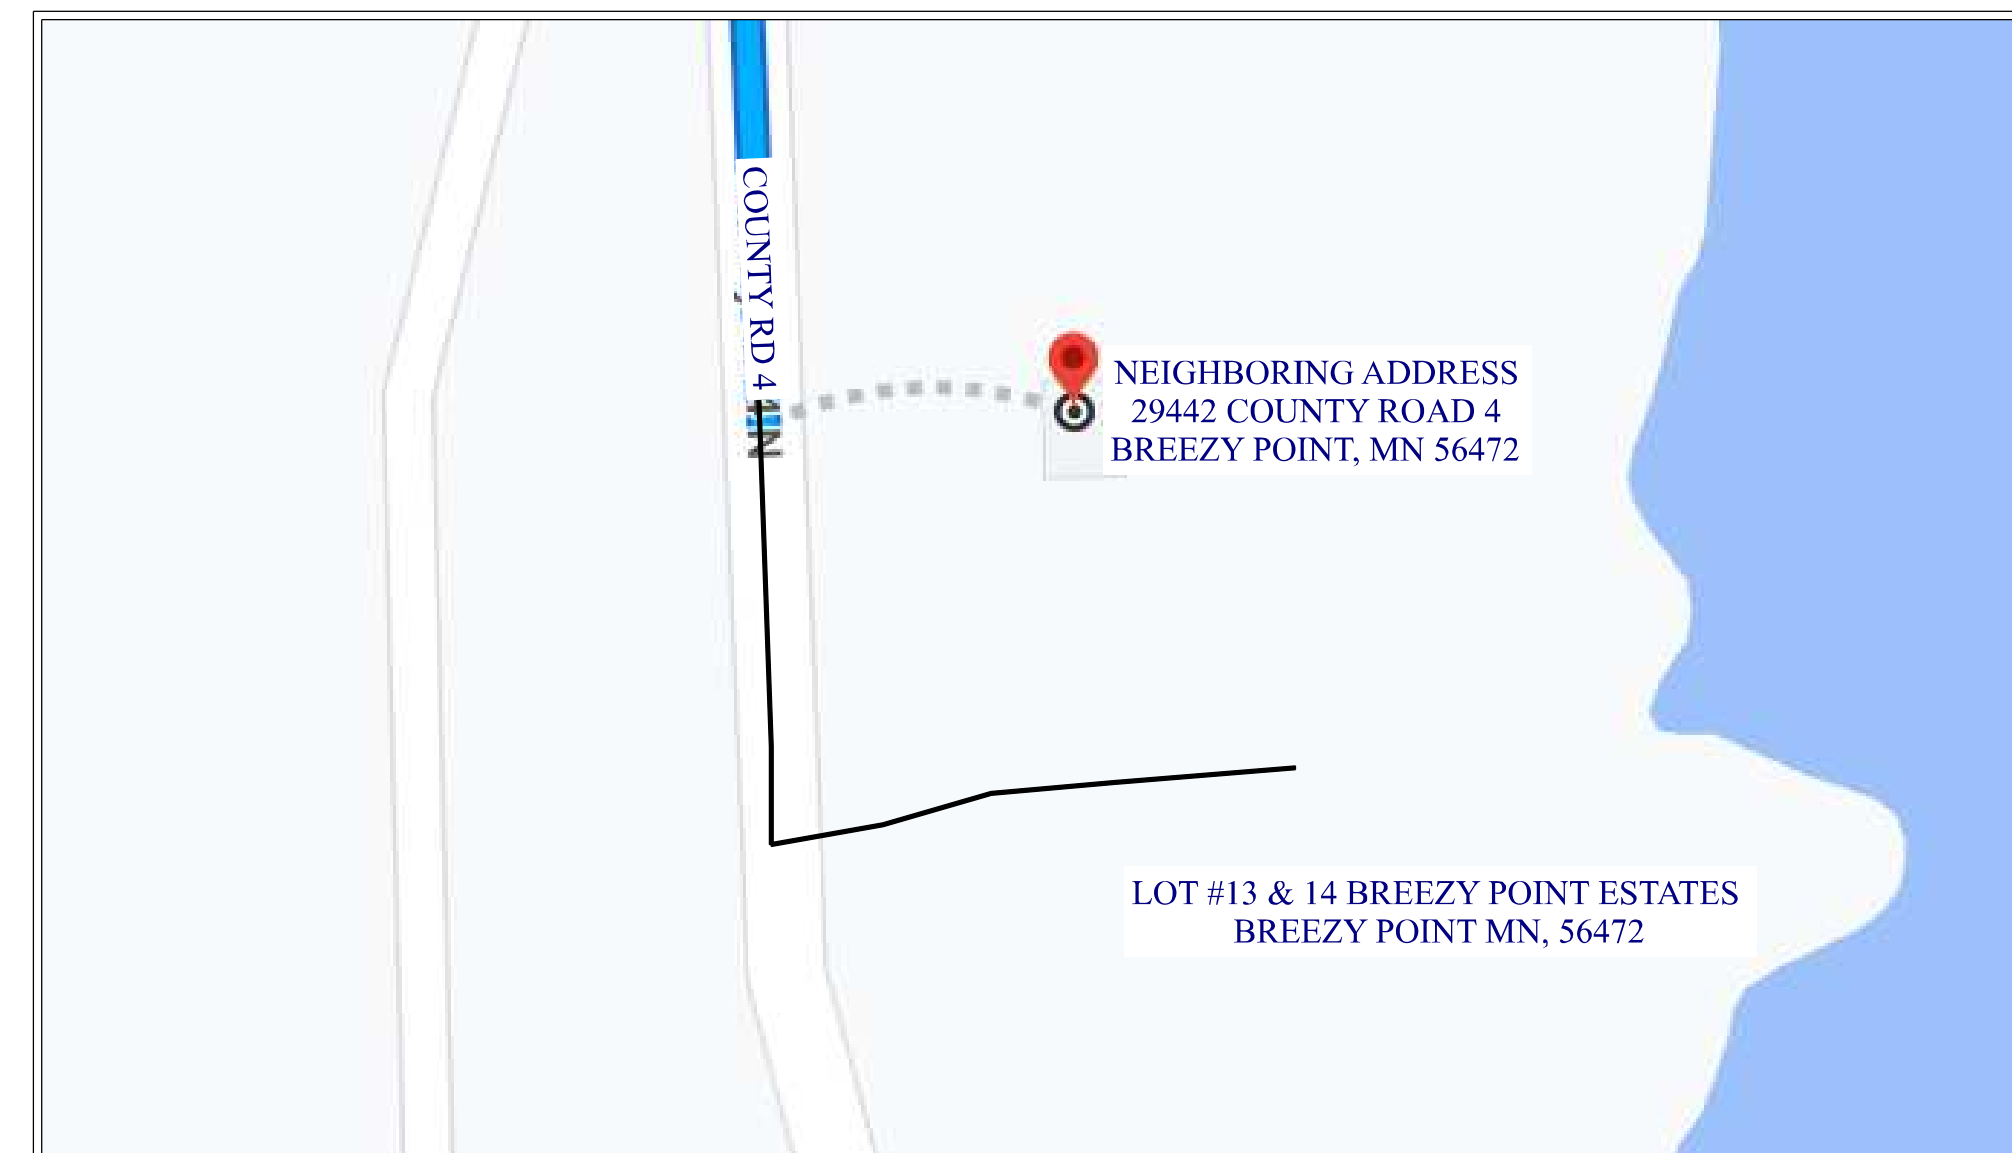 COUNTY RD 4
NEIGHBORING ADDRESS
29442 COUNTY ROAD 4
BREEZY POINT, MN 56472
LOT #13 & 14 BREEZY POINT ESTATES
BREEZY POINT MN, 56472